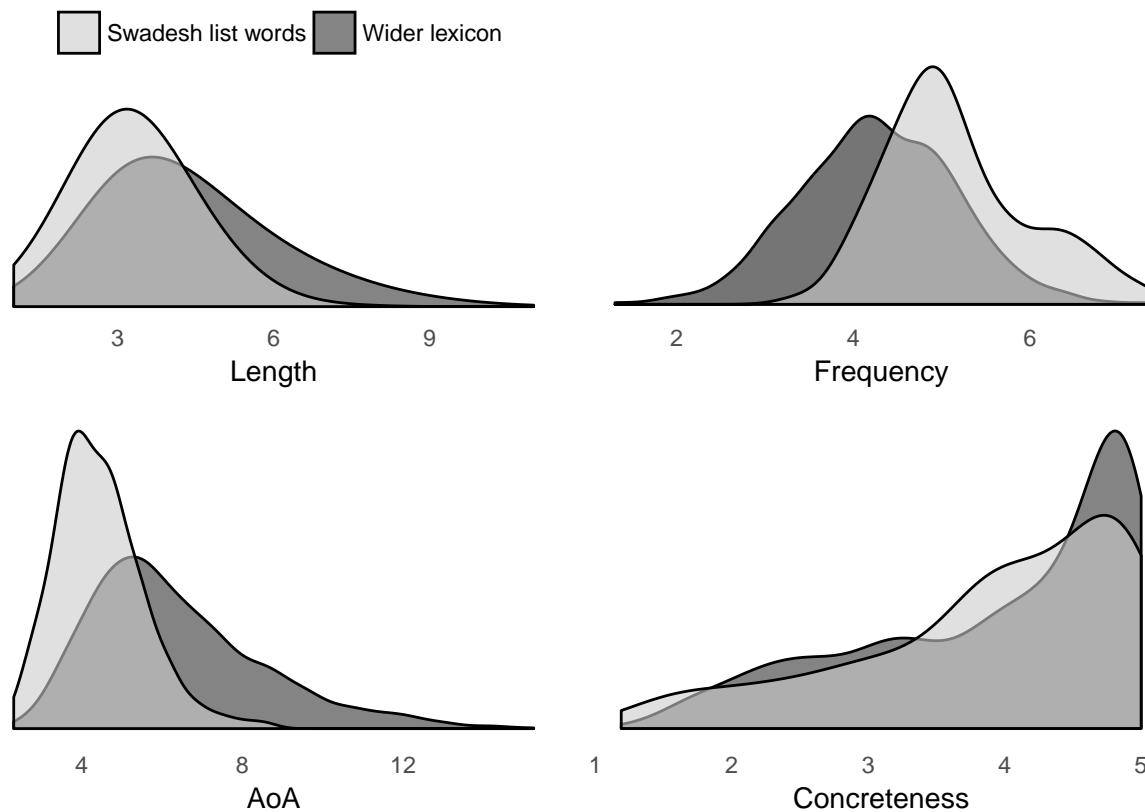 Swadesh list words Wider lexicon
3 6 9
Length
2 4 6
Frequency
4 8 12
AoA
1 2 3 4 5
Concreteness